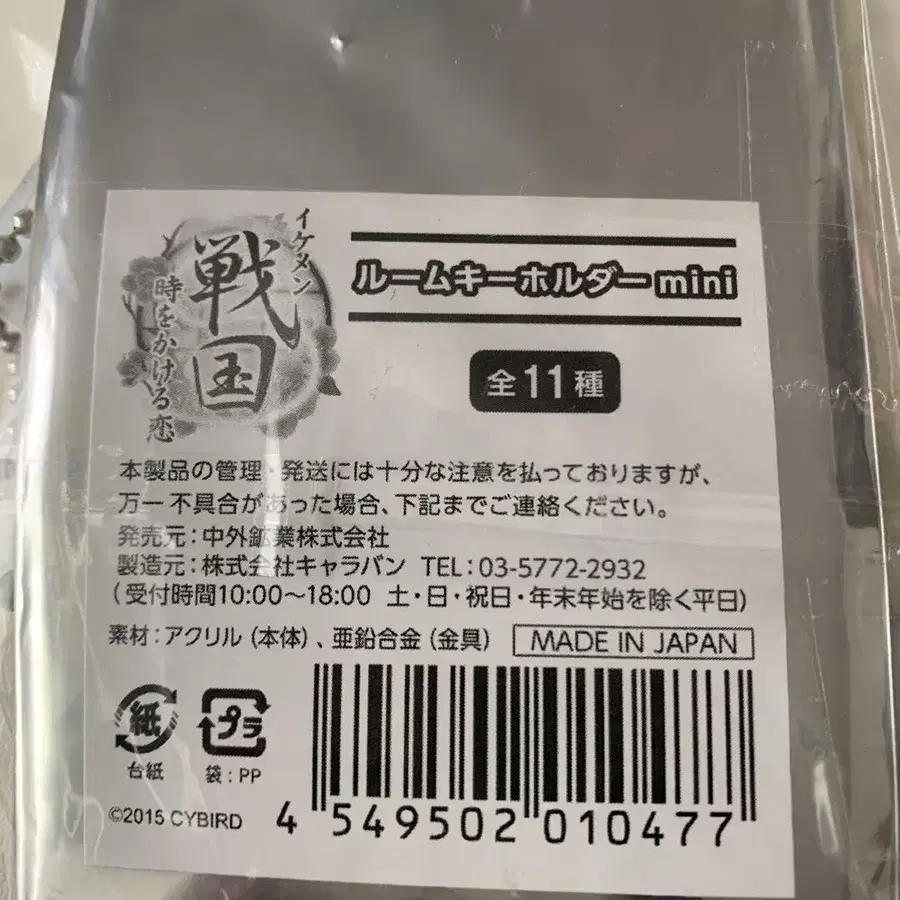 イケメン
戦国
時をかける恋
ルームキーホルダーmini
全11種
本製品の管理・発送には十分な注意を払っておりますが、
万一 不具合があった場合、下記までご連絡ください。
発売元：中外鉱業株式会社
製造元：株式会社キャラバン TEL：03-5772-2932
(受付時間10:00～18:00 土・日・祝日・年末年始を除く平日)
素材：アクリル（本体）、亜鉛合金（金具） MADE IN JAPAN
紙 プラ
台紙 袋：PP
©2015 CYBIRD
4 549502 010477